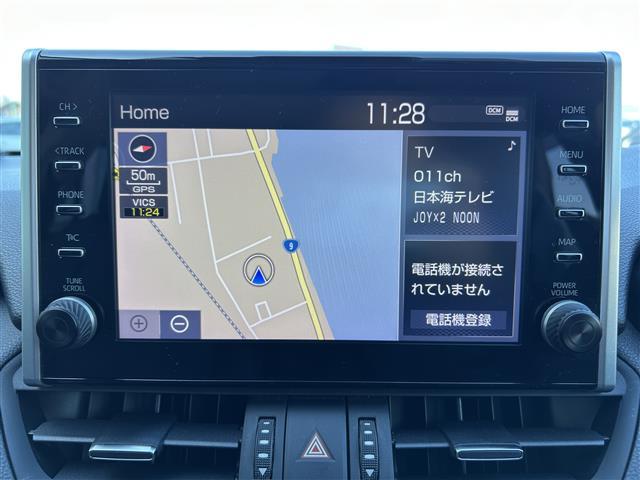 CH >
< TRACK
PHONE
T/C
TUNE
SCROLL
Home
11:28
DCM
DCM
50m
GPS
VICS
11:24
9
TV
011ch
日本海テレビ
JOY×2 NOON
電話機が接続さ
れていません
電話機登録
HOME
MENU
AUDIO
MAP
POWER
VOLUME